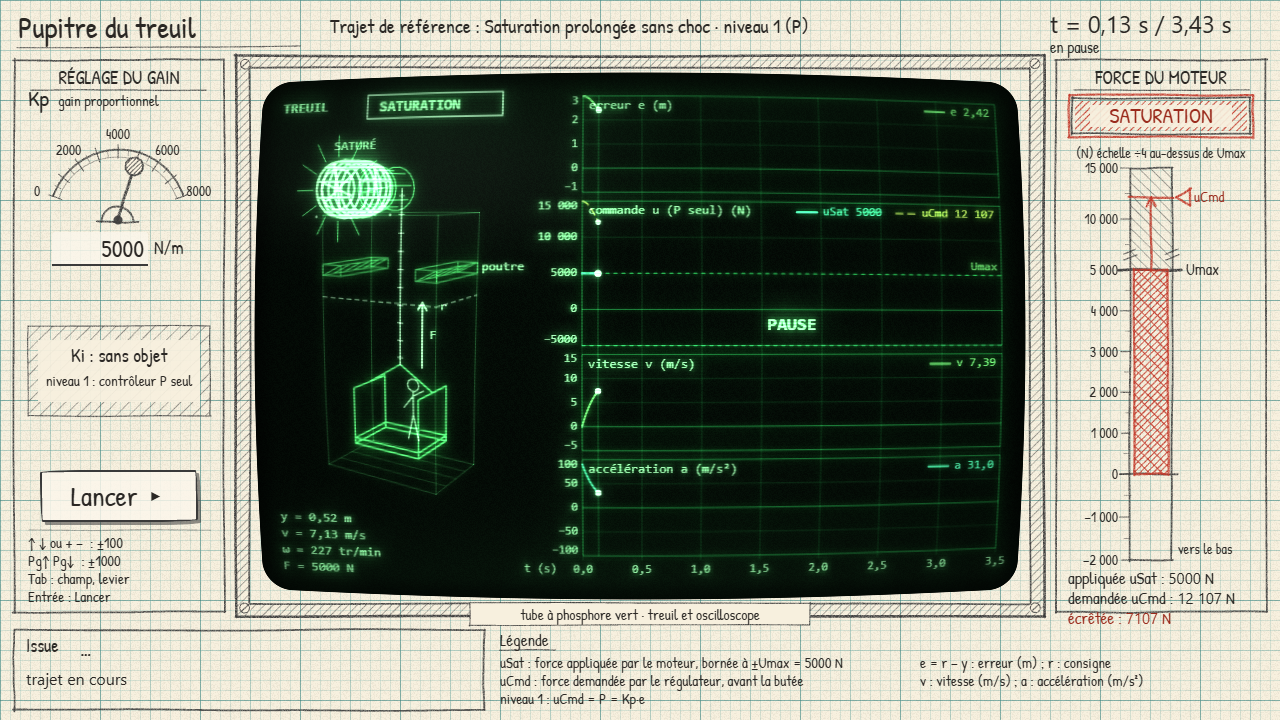 Pupitre du treuil
Trajet de référence : Saturation prolongée sans choc · niveau 1 (P)
t = 0,13 s / 3,43 s
en pause
RÉGLAGE DU GAIN
Kp gain proportionnel
0 2000 4000 6000 8000
5000 N/m
Ki : sans objet
niveau 1 : contrôleur P seul
Lancer ▸
↑ ↓ ou + − : ±100
Pg↑ Pg↓ : ±1000
Tab : champ, levier
Entrée : Lancer
TREUIL
SATURATION
SATURÉ
poutre
r
F
y = 0,52 m
v = 7,13 m/s
ω = 227 tr/min
F = 5000 N
erreur e (m)
e 2,42
3
2
1
0
−1
commande u (P seul) (N)
uSat 5000
uCmd 12 107
15 000
10 000
5000
0
−5000
Umax
PAUSE
vitesse v (m/s)
v 7,39
15
10
5
0
−5
accélération a (m/s²)
a 31,0
100
50
0
−50
−100
t (s) 0,0 0,5 1,0 1,5 2,0 2,5 3,0 3,5
tube à phosphore vert · treuil et oscilloscope
FORCE DU MOTEUR
SATURATION
(N) échelle ÷4 au-dessus de Umax
15 000
uCmd
10 000
5 000
Umax
4 000
3 000
2 000
1 000
0
−1 000
−2 000
vers le bas
appliquée uSat : 5000 N
demandée uCmd : 12 107 N
écrêtée : 7107 N
Issue ...
trajet en cours
Légende
uSat : force appliquée par le moteur, bornée à ±Umax = 5000 N
uCmd : force demandée par le régulateur, avant la butée
niveau 1 : uCmd = P = Kp·e
e = r − y : erreur (m) ; r : consigne
v : vitesse (m/s) ; a : accélération (m/s²)